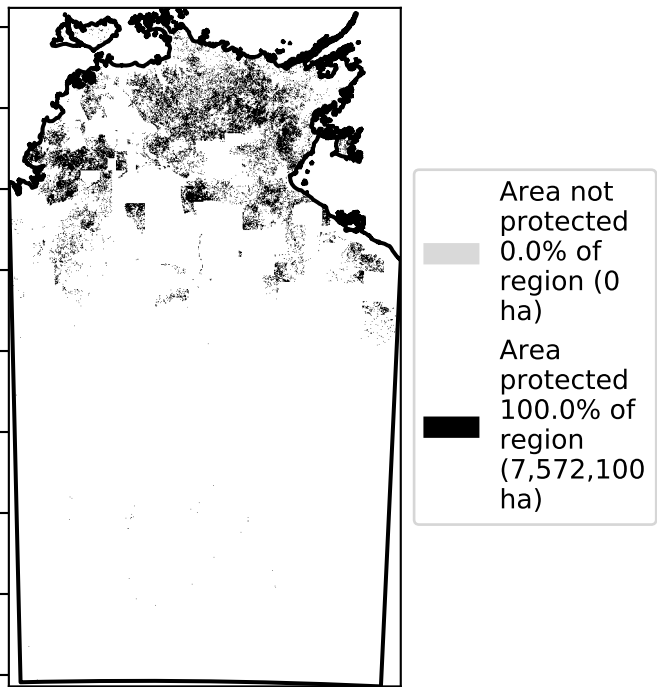 Area not
protected
0.0% of
region (0
ha)
Area
protected
100.0% of
region
(7,572,100
ha)